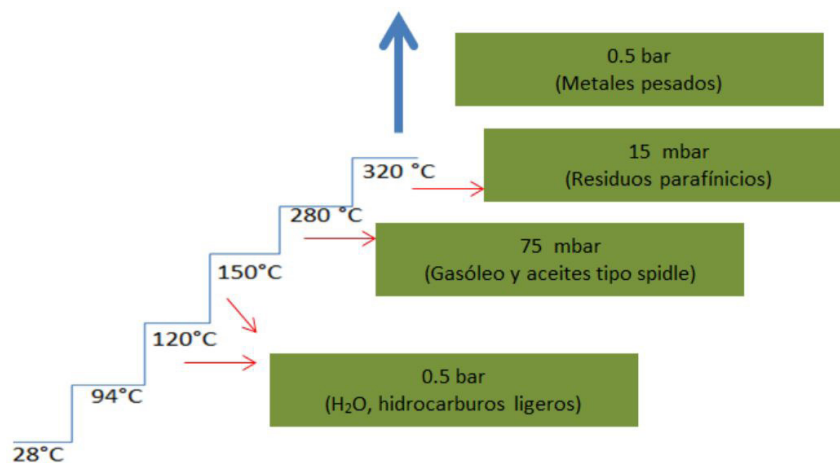 0.5 bar
(Metales pesados)
320 °C
15 mbar
(Residuos parafínicios)
280 °C
75 mbar
(Gasóleo y aceites tipo spidle)
150°C
120°C
0.5 bar
(H₂O, hidrocarburos ligeros)
94°C
28°C